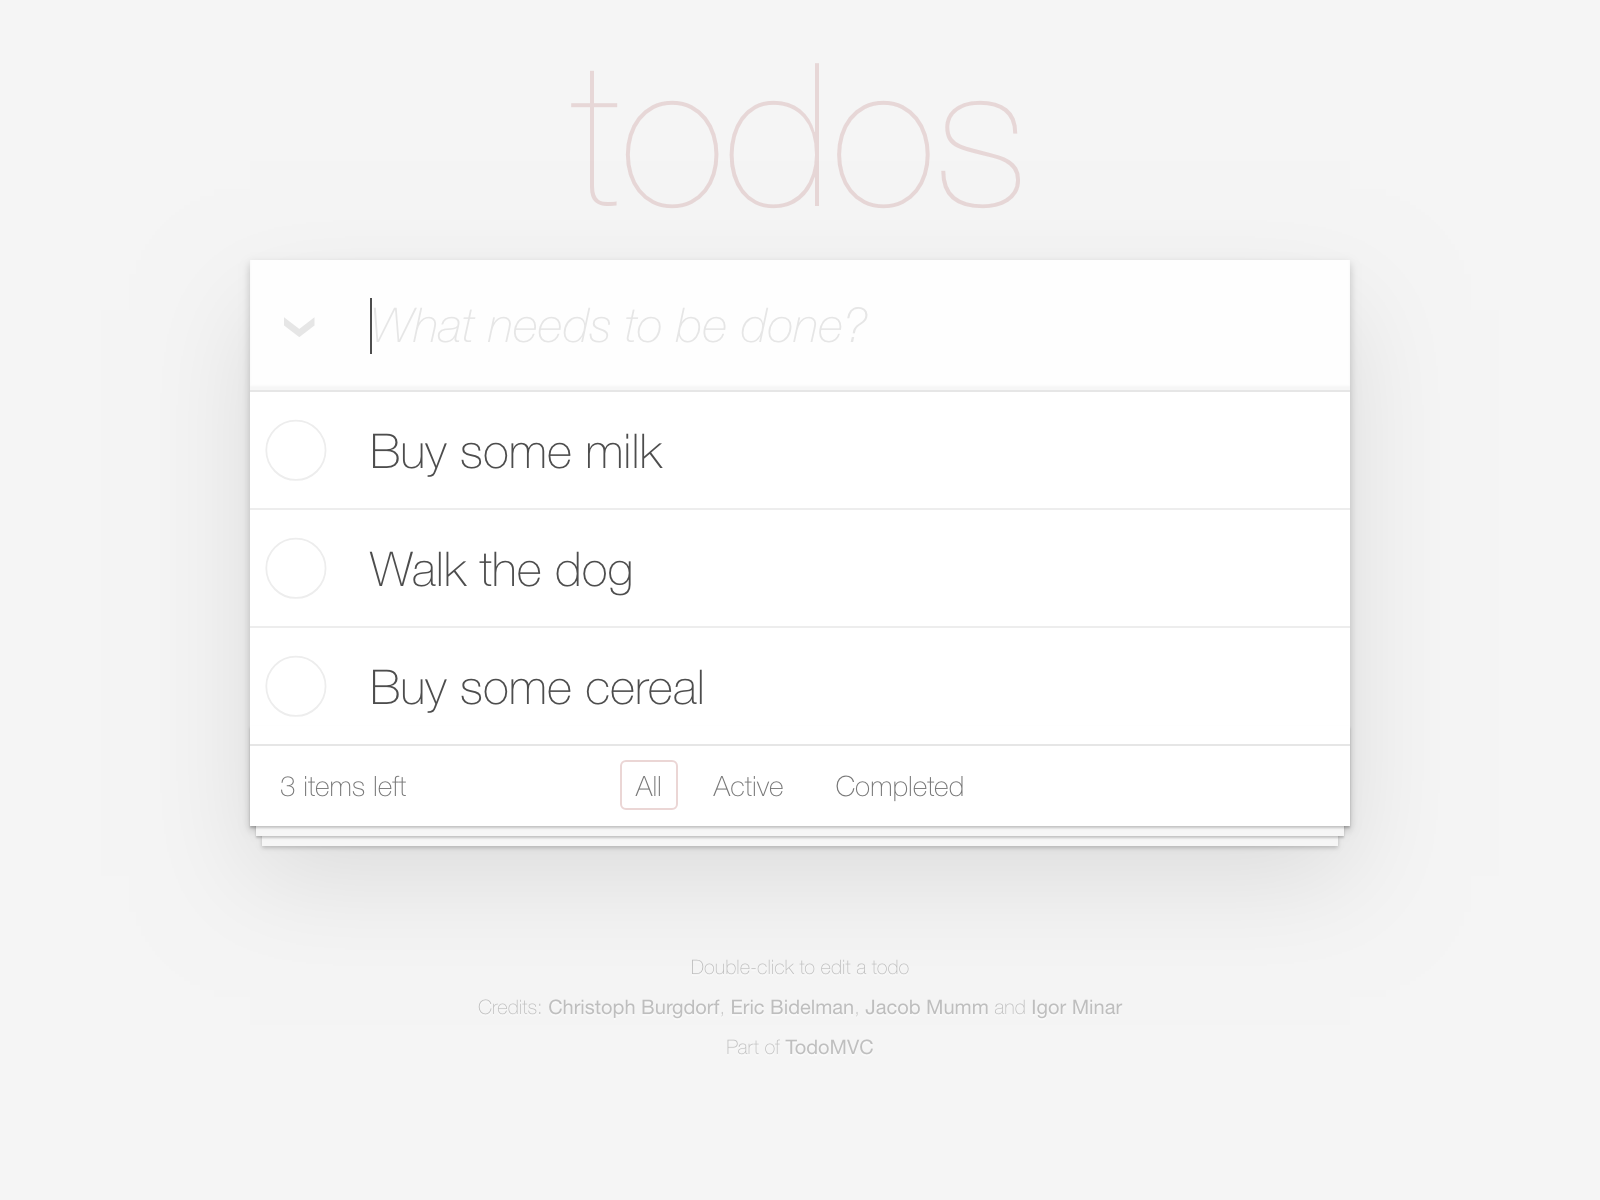 todos
What needs to be done?
Buy some milk
Walk the dog
Buy some cereal
3 items left All Active Completed
Double-click to edit a todo
Credits: Christoph Burgdorf, Eric Bidelman, Jacob Mumm and Igor Minar
Part of TodoMVC